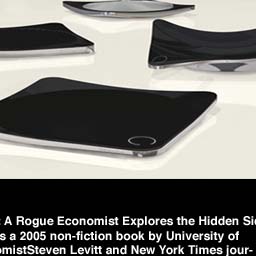 : A Rogue Economist Explores the Hidden Si
s a 2005 non-fiction book by University of
omistSteven Levitt and New York Times jour-